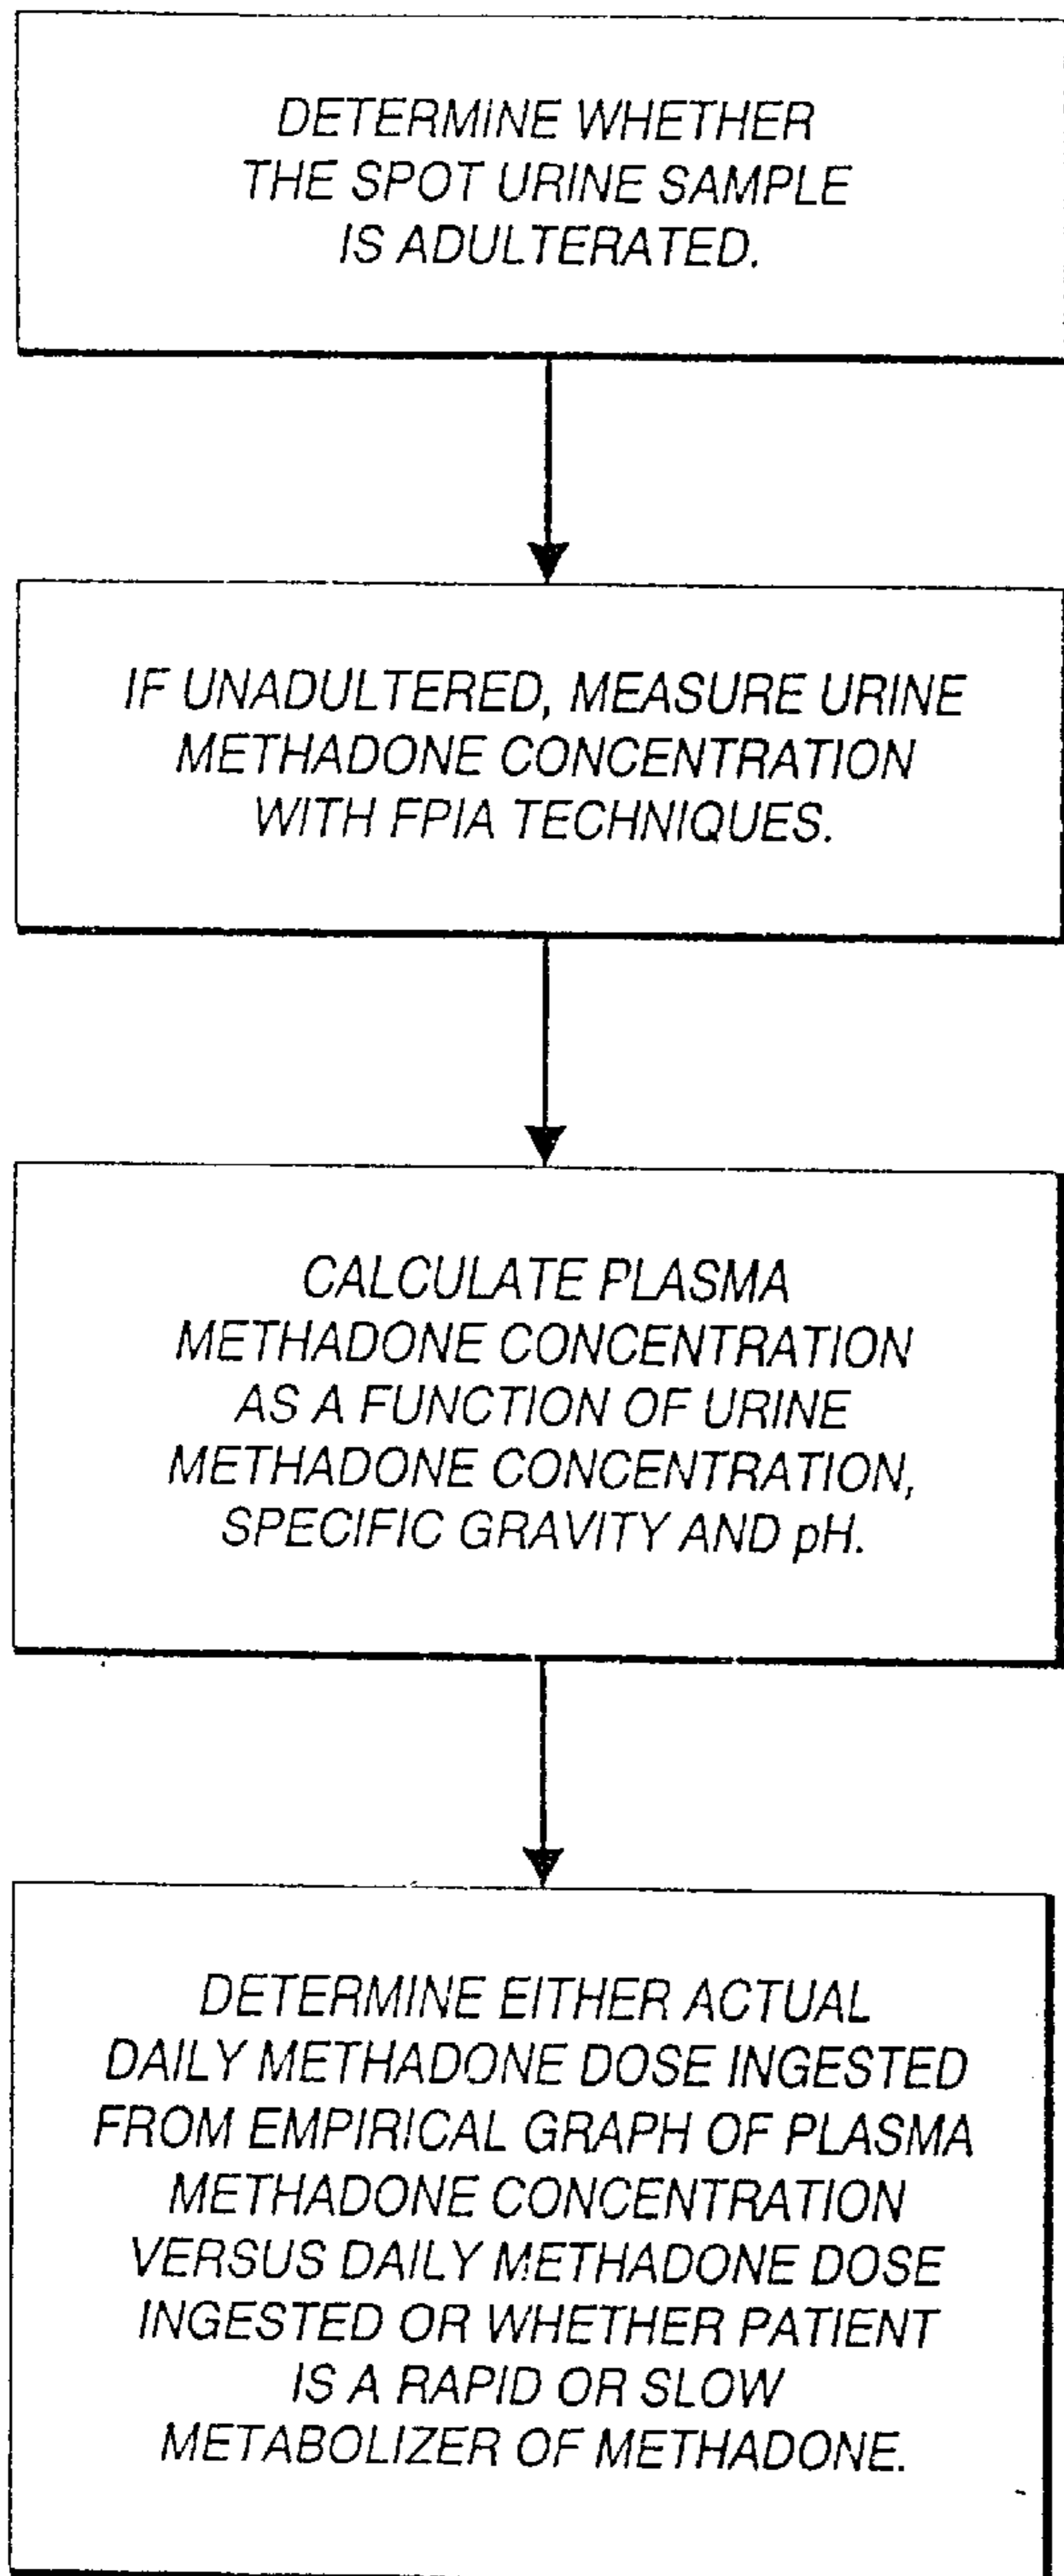 DETERMINE WHETHER
THE SPOT URINE SAMPLE
IS ADULTERATED.
IF UNADULTERED, MEASURE URINE
METHADONE CONCENTRATION
WITH FPIA TECHNIQUES.
CALCULATE PLASMA
METHADONE CONCENTRATION
AS A FUNCTION OF URINE
METHADONE CONCENTRATION,
SPECIFIC GRAVITY AND pH.
DETERMINE EITHER ACTUAL
DAILY METHADONE DOSE INGESTED
FROM EMPIRICAL GRAPH OF PLASMA
METHADONE CONCENTRATION
VERSUS DAILY METHADONE DOSE
INGESTED OR WHETHER PATIENT
IS A RAPID OR SLOW
METABOLIZER OF METHADONE.